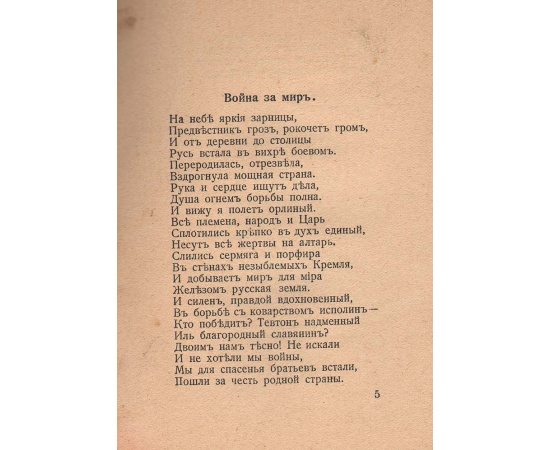 Война за миръ.
На небѣ яркія зарницы,
Предвѣстникъ грозъ, рокочетъ громъ,
И отъ деревни до столицы
Русь встала въ вихрѣ боевомъ.
Переродилась, отрезвѣла,
Вздрогнула мощная страна.
Рука и сердце ищутъ дѣла,
Душа огнемъ борьбы полна.
И вижу я полетъ орлиный.
Всѣ племена, народъ и Царь
Сплотились крѣпко въ духъ единый,
Несутъ всѣ жертвы на алтарь,
Слились сермяга и порфира
Въ стѣнахъ незыблемыхъ Кремля,
И добываетъ миръ для міра
Желѣзомъ русская земля.
И силенъ, правдой вдохновенный,
Въ борьбѣ съ коварствомъ исполинъ—
Кто побѣдитъ? Тевтонъ надменный
Иль благородный славянинъ?
Двоимъ намъ тѣсно! Не искали
И не хотѣли мы войны,
Мы для спасенья братьевъ встали,
Пошли за честь родной страны.
5